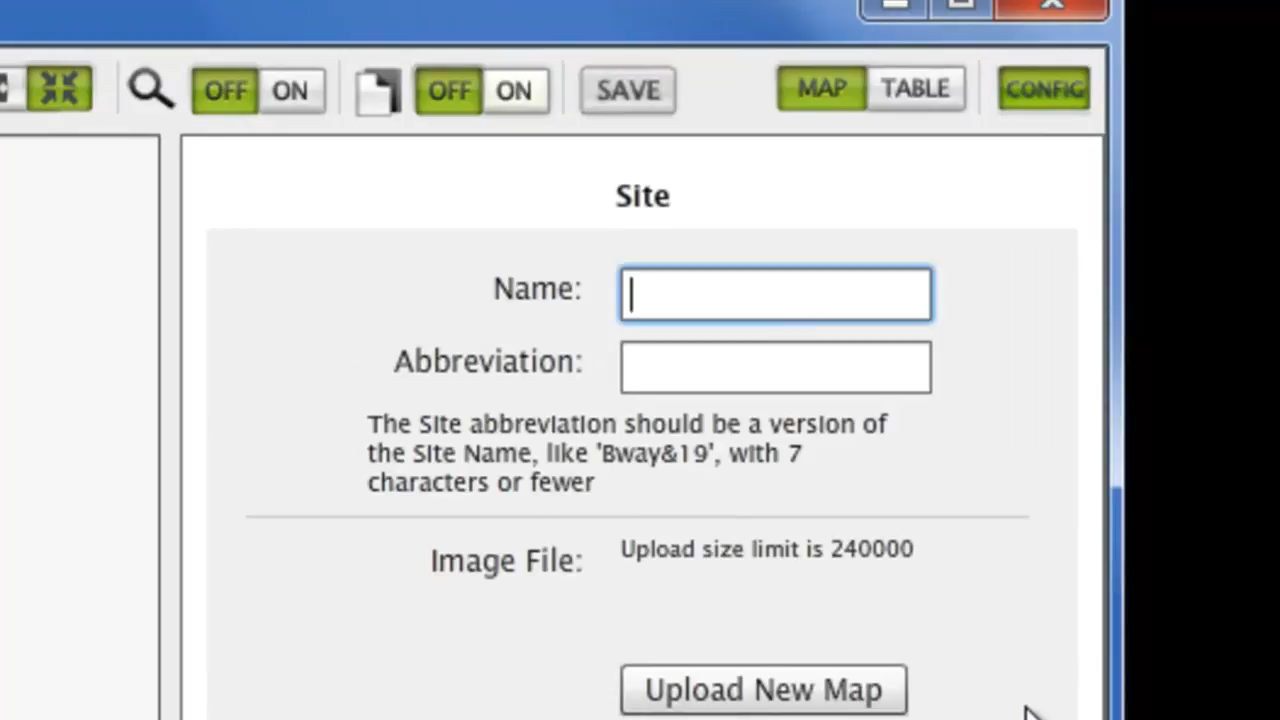 OFF ON OFF ON SAVE MAP TABLE CONFIG
Site
Name:
Abbreviation:
The Site abbreviation should be a version of
the Site Name, like 'Bway&19', with 7
characters or fewer
Image File: Upload size limit is 240000
Upload New Map